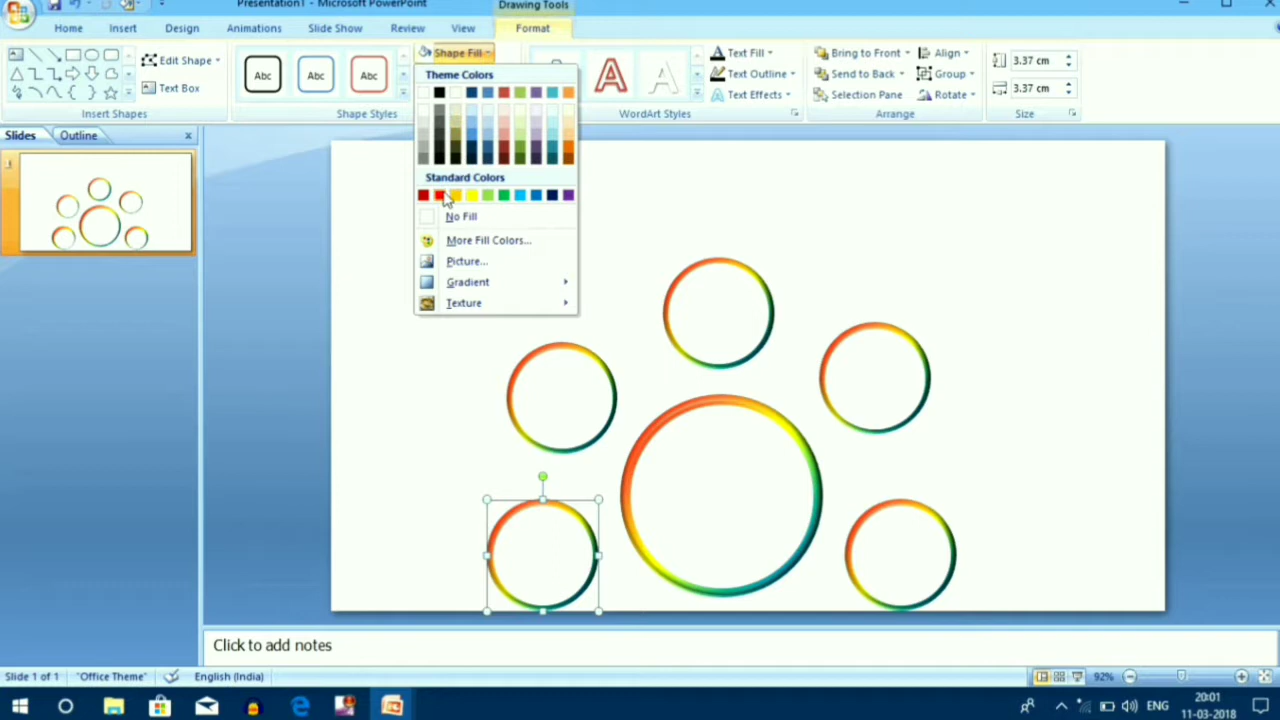 Presentation1 - Microsoft PowerPoint
Drawing Tools
Home Insert Design Animations Slide Show Review View Format
Edit Shape
Text Box
Insert Shapes
Abc Abc Abc
Shape Styles
Shape Fill
Theme Colors
Standard Colors
No Fill
More Fill Colors...
Picture...
Gradient
Texture
A A A
Text Fill
Text Outline
Text Effects
WordArt Styles
Bring to Front
Send to Back
Selection Pane
Align
Group
Rotate
Arrange
3.37 cm
3.37 cm
Size
Slides Outline
1
Click to add notes
Slide 1 of 1 "Office Theme" English (India) 92%
ENG
20:01
11-03-2018